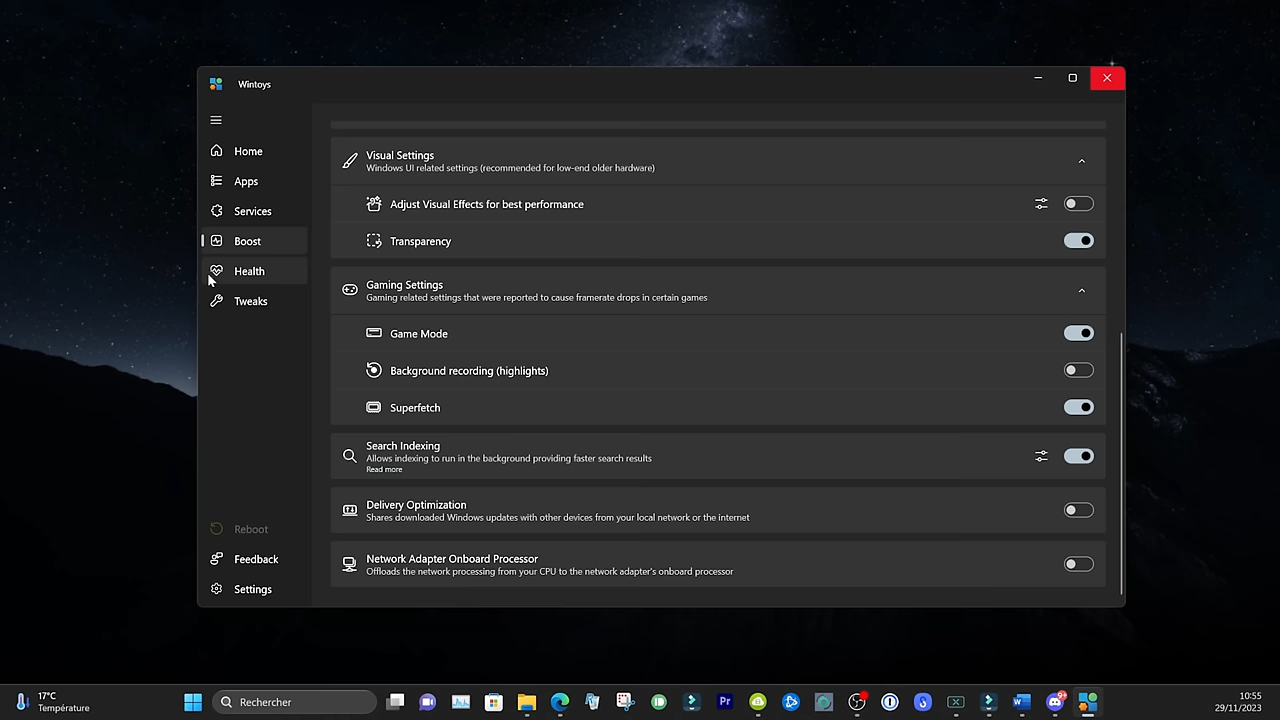 Wintoys
Home
Apps
Services
Boost
Health
Tweaks
Reboot
Feedback
Settings
Visual Settings
Windows UI related settings (recommended for low-end older hardware)
Adjust Visual Effects for best performance
Transparency
Gaming Settings
Gaming related settings that were reported to cause framerate drops in certain games
Game Mode
Background recording (highlights)
Superfetch
Search Indexing
Allows indexing to run in the background providing faster search results
Read more
Delivery Optimization
Shares downloaded Windows updates with other devices from your local network or the internet
Network Adapter Onboard Processor
Offloads the network processing from your CPU to the network adapter's onboard processor
17°C
Température
Rechercher
Pr
9+
10:55
29/11/2023